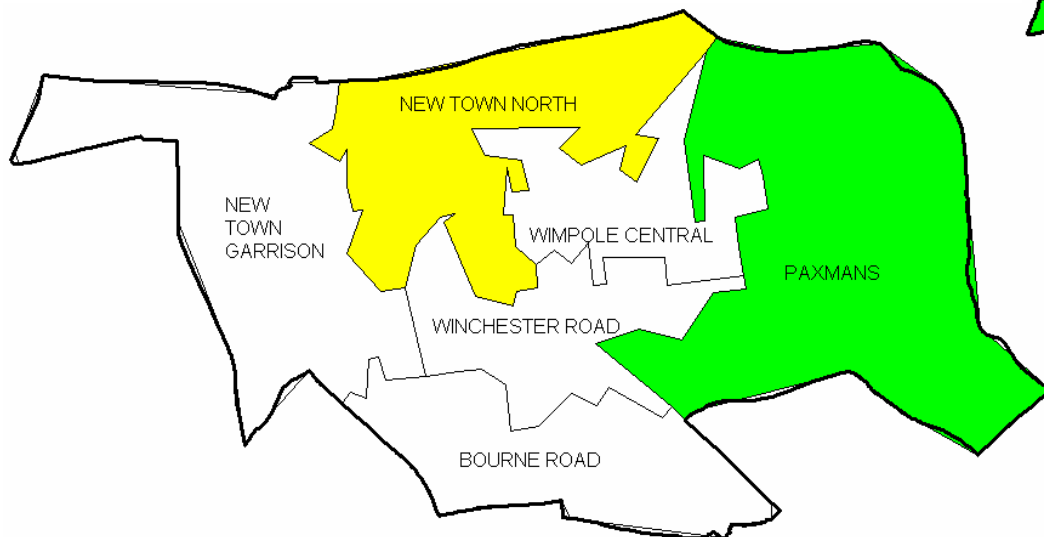 NEW TOWN NORTH
NEW
TOWN
GARRISON
WIMPOLE CENTRAL
PAXMANS
WINCHESTER ROAD
BOURNE ROAD